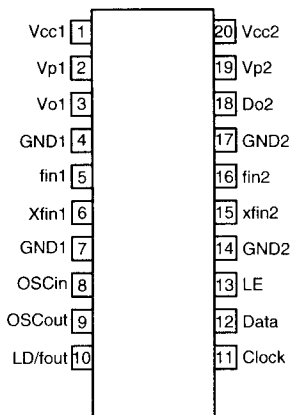 Vcc1 1 20 Vcc2
Vp1 2 19 Vp2
Vo1 3 18 Do2
GND1 4 17 GND2
fin1 5 16 fin2
Xfin1 6 15 xfin2
GND1 7 14 GND2
OSCin 8 13 LE
OSCout 9 12 Data
LD/fout 10 11 Clock